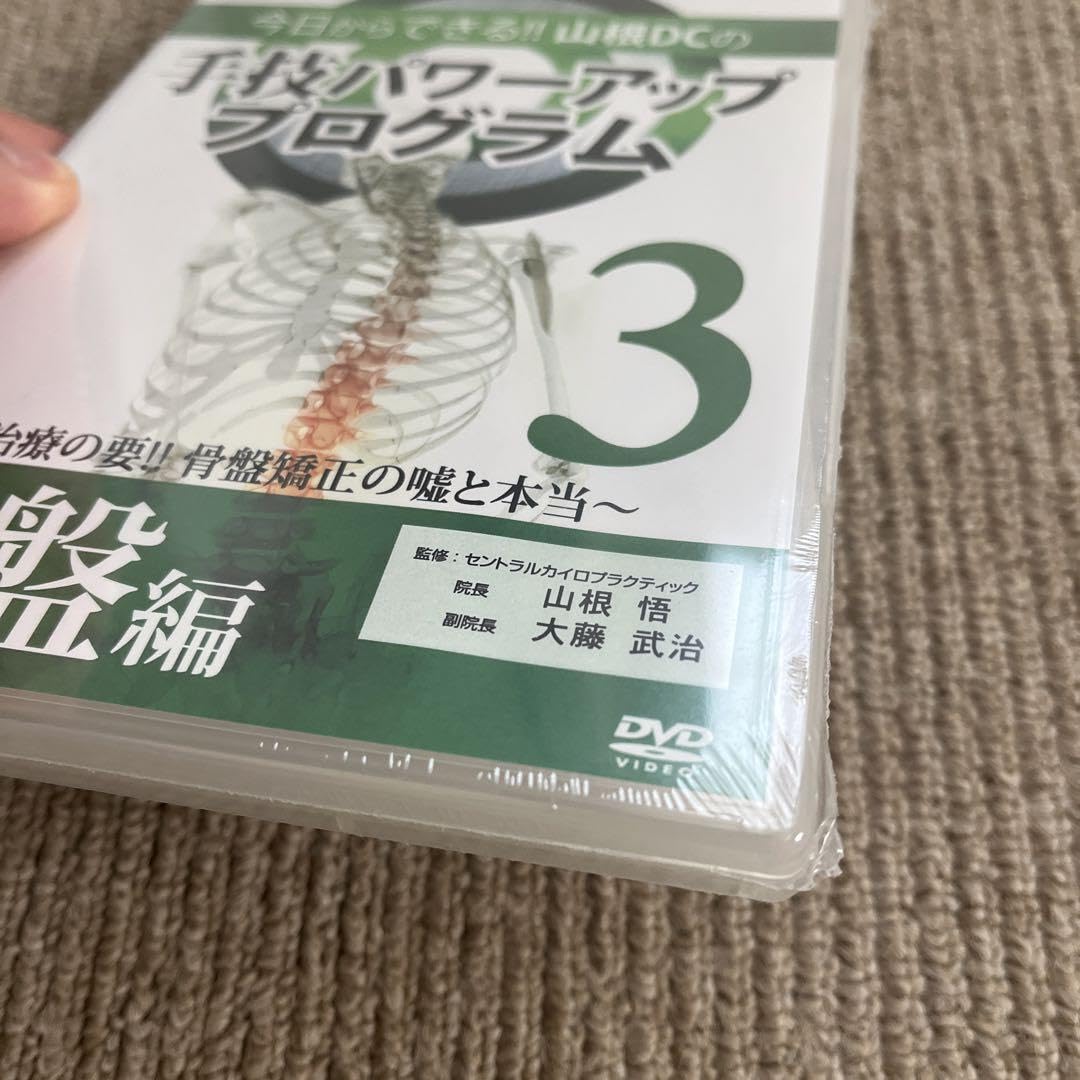 今日からできる!! 山根DCの
手技パワーアップ
プログラム
3
治療の要!! 骨盤矯正の嘘と本当〜
盤編
監修：セントラルカイロプラクティック
院長 山根 悟
副院長 大藤 武治
DVD
VIDEO